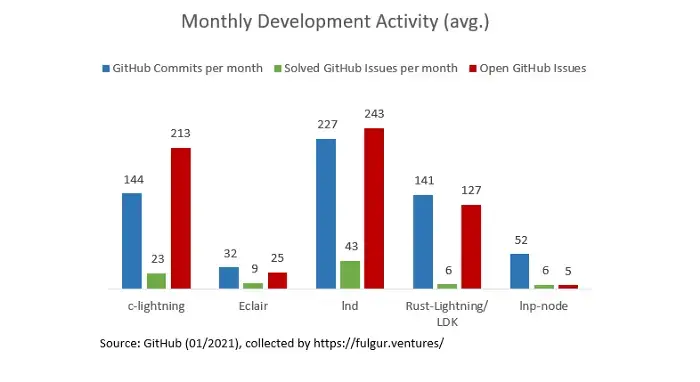 Monthly Development Activity (avg.)
GitHub Commits per month Solved GitHub Issues per month Open GitHub Issues
144 23 213
32 9 25
227 43 243
141 6 127
52 6 5
c-lightning Eclair lnd Rust-Lightning/ lnp-node
LDK
Source: GitHub (01/2021), collected by https://fulgur.ventures/